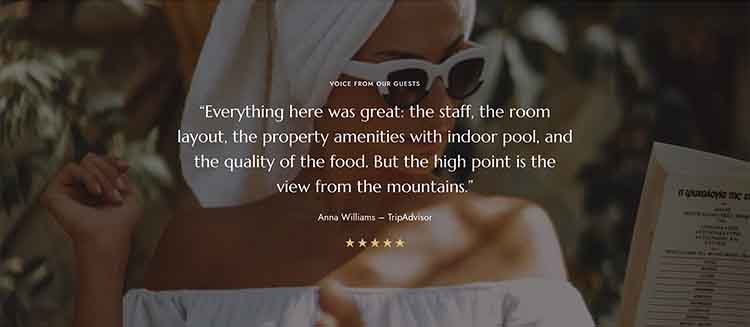 VOICE FROM OUR GUESTS
“Everything here was great: the staff, the room
layout, the property amenities with indoor pool, and
the quality of the food. But the high point is the
view from the mountains.”
Anna Williams – TripAdvisor